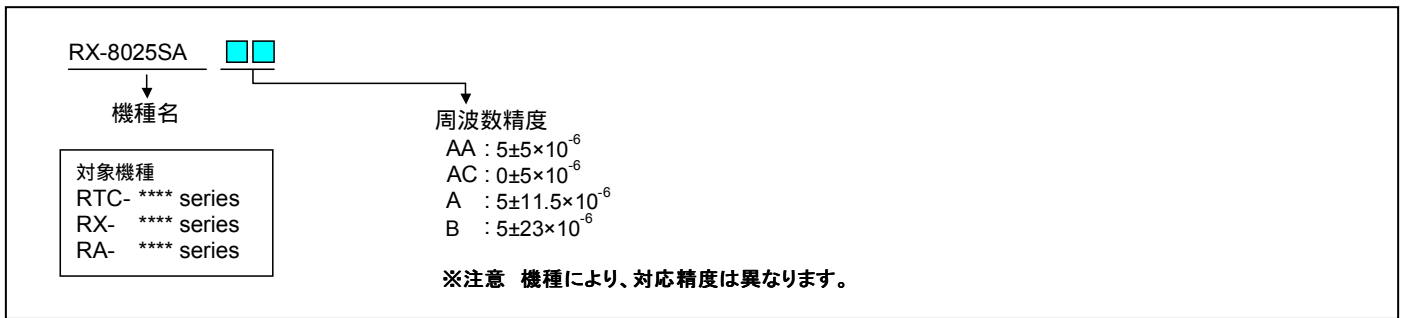 RX-8025SA
機種名
対象機種
RTC- **** series
RX- **** series
RA- **** series
周波数精度
AA : 5±5×10⁻⁶
AC : 0±5×10⁻⁶
A : 5±11.5×10⁻⁶
B : 5±23×10⁻⁶
※注意 機種により、対応精度は異なります。